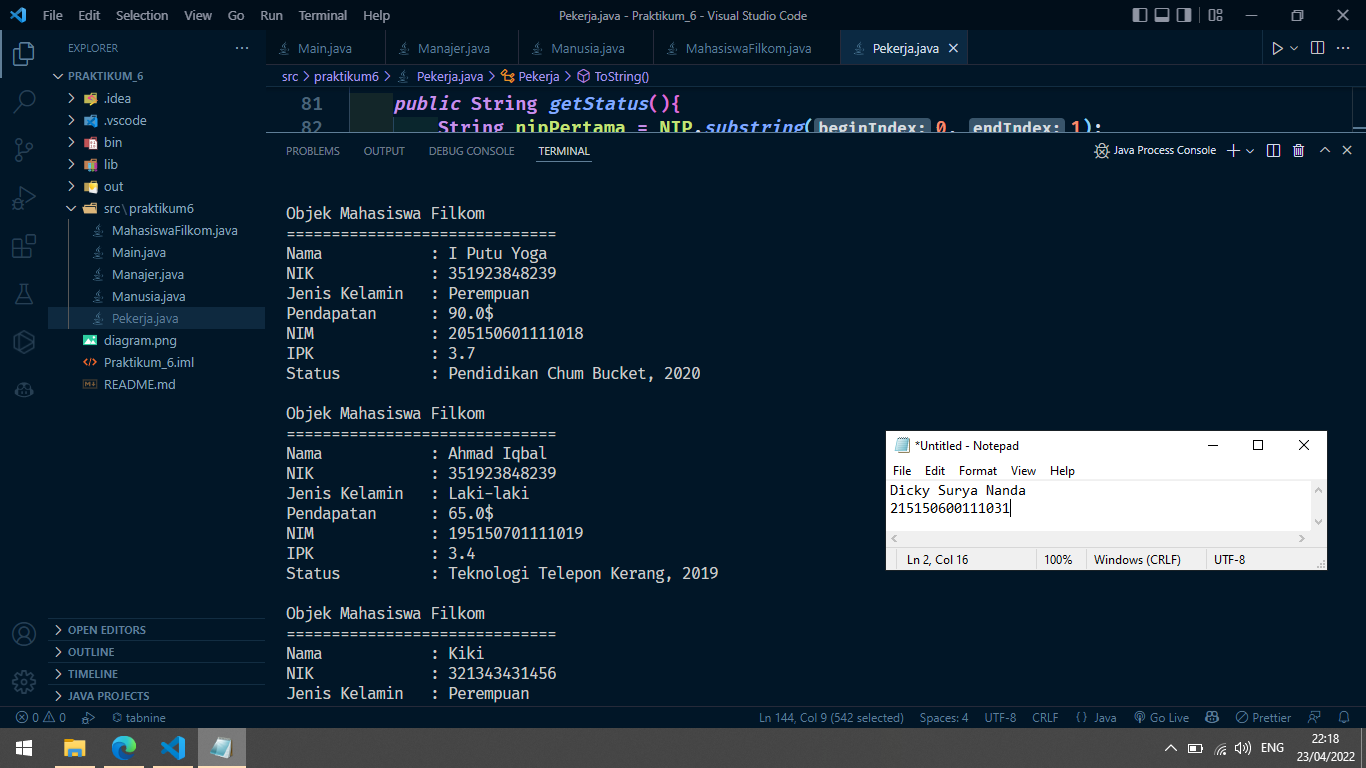 File Edit Selection View Go Run Terminal Help Pekerja.java - Praktikum_6 - Visual Studio Code
EXPLORER ···
PRAKTIKUM_6
.idea
.vscode
bin
lib
out
src\praktikum6
MahasiswaFilkom.java
Main.java
Manajer.java
Manusia.java
Pekerja.java
diagram.png
Praktikum_6.iml
README.md
OPEN EDITORS
OUTLINE
TIMELINE
JAVA PROJECTS
Main.java Manajer.java Manusia.java MahasiswaFilkom.java Pekerja.java
src > praktikum6 > Pekerja.java > Pekerja > ToString()
81 public String getStatus(){
82 String nipPertama = NIP.substring(beginIndex: 0, endIndex: 1);
PROBLEMS OUTPUT DEBUG CONSOLE TERMINAL Java Process Console
Objek Mahasiswa Filkom
==============================
Nama : I Putu Yoga
NIK : 351923848239
Jenis Kelamin : Perempuan
Pendapatan : 90.0$
NIM : 205150601111018
IPK : 3.7
Status : Pendidikan Chum Bucket, 2020
Objek Mahasiswa Filkom
==============================
Nama : Ahmad Iqbal
NIK : 351923848239
Jenis Kelamin : Laki-laki
Pendapatan : 65.0$
NIM : 195150701111019
IPK : 3.4
Status : Teknologi Telepon Kerang, 2019
Objek Mahasiswa Filkom
==============================
Nama : Kiki
NIK : 321343431456
Jenis Kelamin : Perempuan
*Untitled - Notepad
File Edit Format View Help
Dicky Surya Nanda
215150600111031
Ln 2, Col 16 100% Windows (CRLF) UTF-8
0 0 tabnine Ln 144, Col 9 (542 selected) Spaces: 4 UTF-8 CRLF { } Java Go Live Prettier
ENG
22:18
23/04/2022